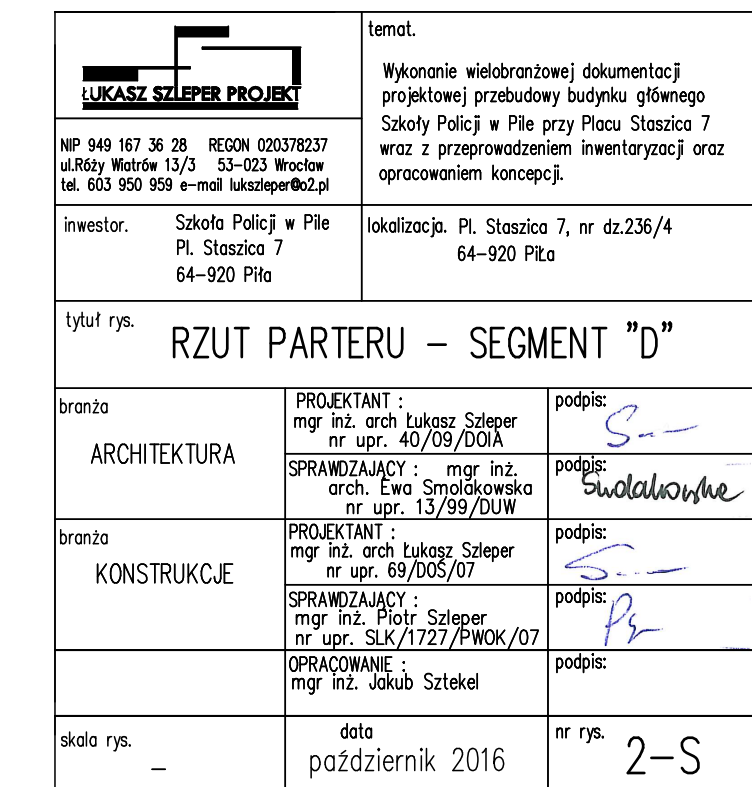 ŁUKASZ SZLEPER PROJEKT
NIP 949 167 36 28 REGON 020378237
ul.Róży Wiatrów 13/3 53-023 Wrocław
tel. 603 950 959 e-mail lukszleper@o2.pl
temat.
Wykonanie wielobranżowej dokumentacji
projektowej przebudowy budynku głównego
Szkoły Policji w Pile przy Placu Staszica 7
wraz z przeprowadzeniem inwentaryzacji oraz
opracowaniem koncepcji.
inwestor. Szkoła Policji w Pile
Pl. Staszica 7
64-920 Piła
lokalizacja. Pl. Staszica 7, nr dz.236/4
64-920 PiŁa
tytuł rys.
RZUT PARTERU – SEGMENT "D"
branża
ARCHITEKTURA
PROJEKTANT :
mgr inż. arch Łukasz Szleper
nr upr. 40/09/DOIA
podpis:
SPRAWDZAJĄCY : mgr inż.
arch. Ewa Smolakowska
nr upr. 13/99/DUW
podpis:
branża
KONSTRUKCJE
PROJEKTANT :
mgr inż. arch Łukasz Szleper
nr upr. 69/DOŚ/07
podpis:
SPRAWDZAJĄCY :
mgr inż. Piotr Szleper
nr upr. SLK/1727/PWOK/07
podpis:
OPRACOWANIE :
mgr inż. Jakub Sztekel
podpis:
skala rys.
–
data
październik 2016
nr rys. 2-S